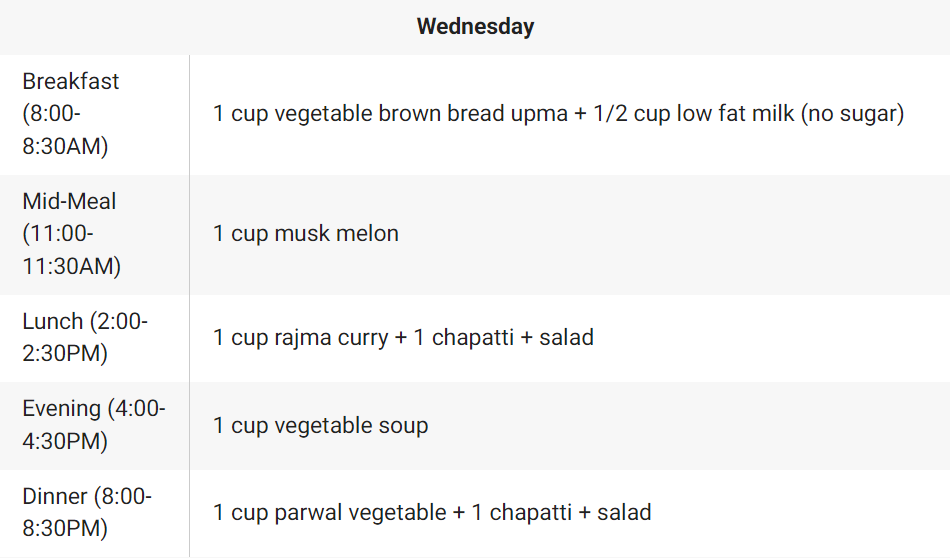 Wednesday
Breakfast
(8:00-
8:30AM)
1 cup vegetable brown bread upma + 1/2 cup low fat milk (no sugar)
Mid-Meal
(11:00-
11:30AM)
1 cup musk melon
Lunch (2:00-
2:30PM)
1 cup rajma curry + 1 chapatti + salad
Evening (4:00-
4:30PM)
1 cup vegetable soup
Dinner (8:00-
8:30PM)
1 cup parwal vegetable + 1 chapatti + salad